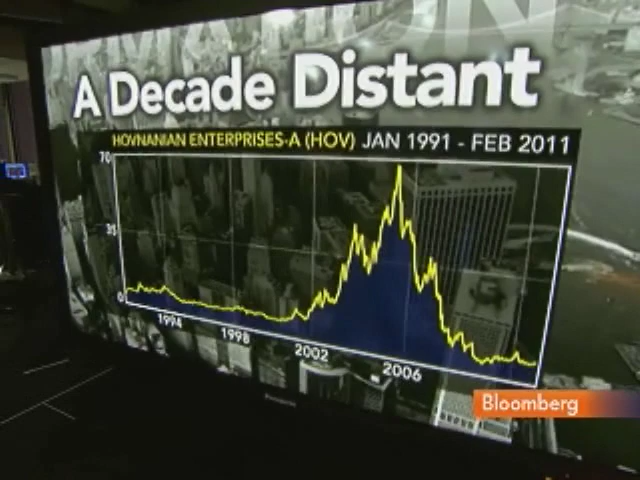 A Decade Distant
HOVNANIAN ENTERPRISES-A (HOV) JAN 1991 - FEB 2011
70
35
0
1994
1998
2002
2006
Bloomberg